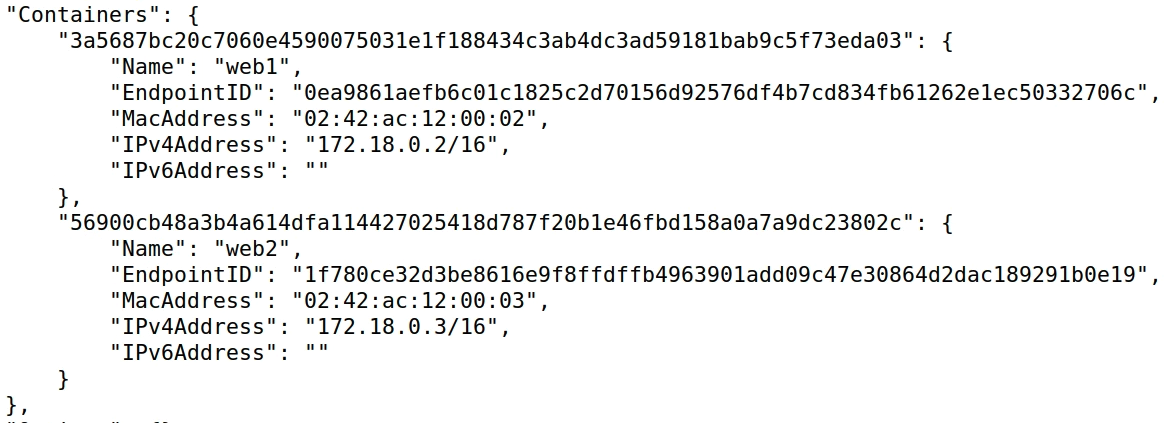 "Containers": {
    "3a5687bc20c7060e4590075031e1f188434c3ab4dc3ad59181bab9c5f73eda03": {
        "Name": "web1",
        "EndpointID": "0ea9861aefb6c01c1825c2d70156d92576df4b7cd834fb61262e1ec50332706c",
        "MacAddress": "02:42:ac:12:00:02",
        "IPv4Address": "172.18.0.2/16",
        "IPv6Address": ""
    },
    "56900cb48a3b4a614dfa114427025418d787f20b1e46fbd158a0a7a9dc23802c": {
        "Name": "web2",
        "EndpointID": "1f780ce32d3be8616e9f8ffdffb4963901add09c47e30864d2dac189291b0e19",
        "MacAddress": "02:42:ac:12:00:03",
        "IPv4Address": "172.18.0.3/16",
        "IPv6Address": ""
    }
},